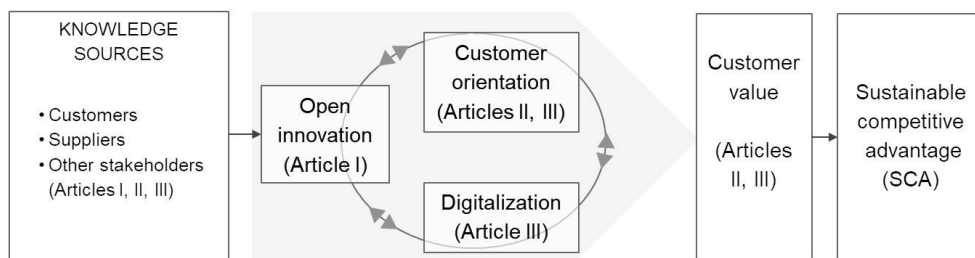 KNOWLEDGE
SOURCES
• Customers
• Suppliers
• Other stakeholders
(Articles I, II, III)
Open
innovation
(Article I)
Customer
orientation
(Articles II, III)
Digitalization
(Article III)
Customer
value
(Articles
II, III)
Sustainable
competitive
advantage
(SCA)